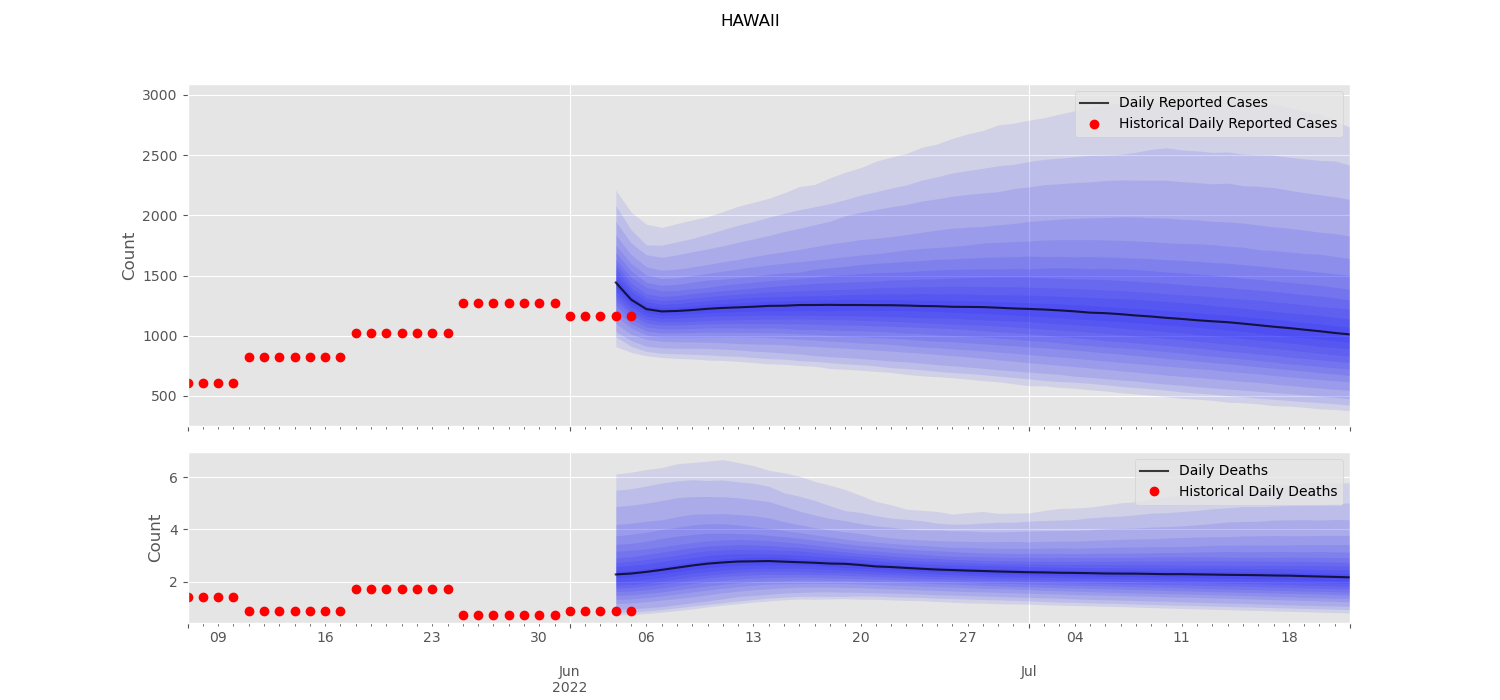 HAWAII
Daily Reported Cases
Historical Daily Reported Cases
Count
3000
2500
2000
1500
1000
500
Daily Deaths
Historical Daily Deaths
Count
6
4
2
09 16 23 30 06 13 20 27 04 11 18
Jun Jul
2022